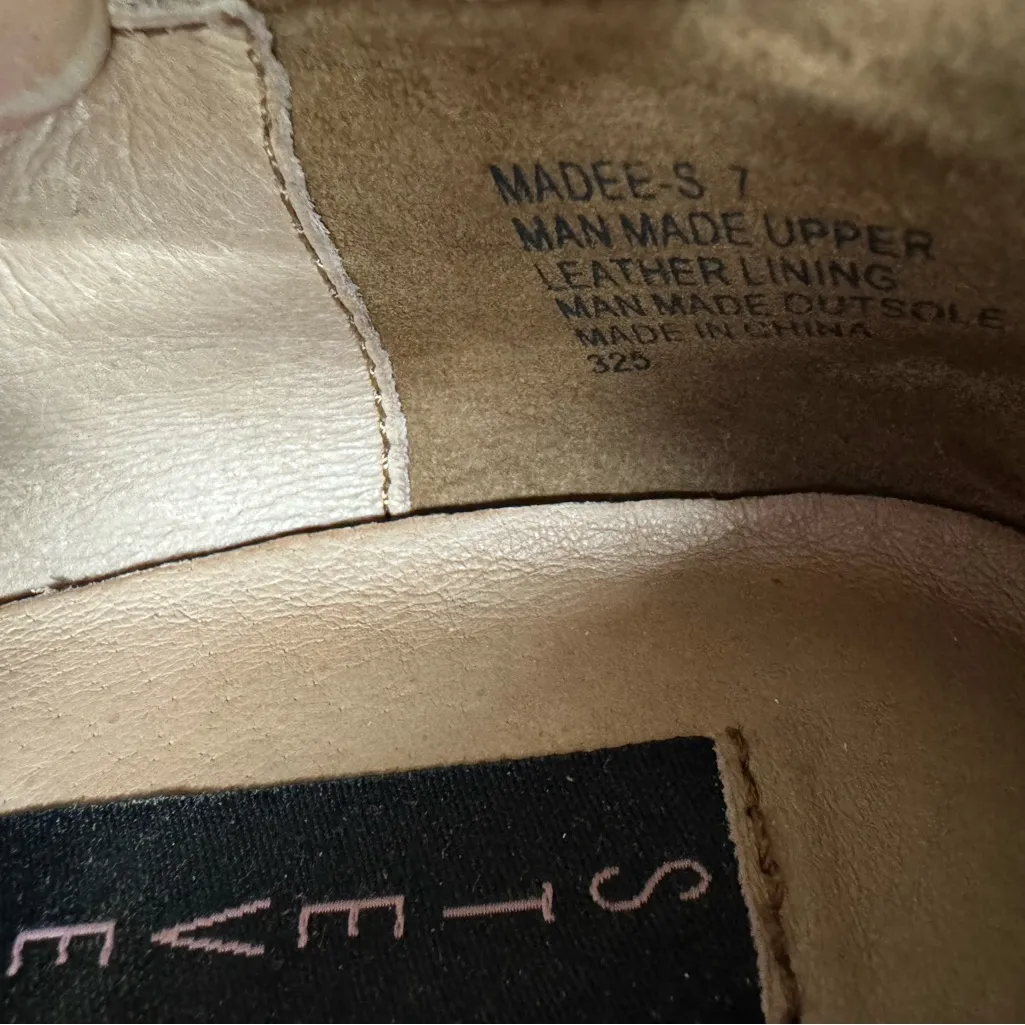 MADEE-S 7
MAN MADE UPPER
LEATHER LINING
MAN MADE OUTSOLE
MADE IN CHINA
325
STEVE